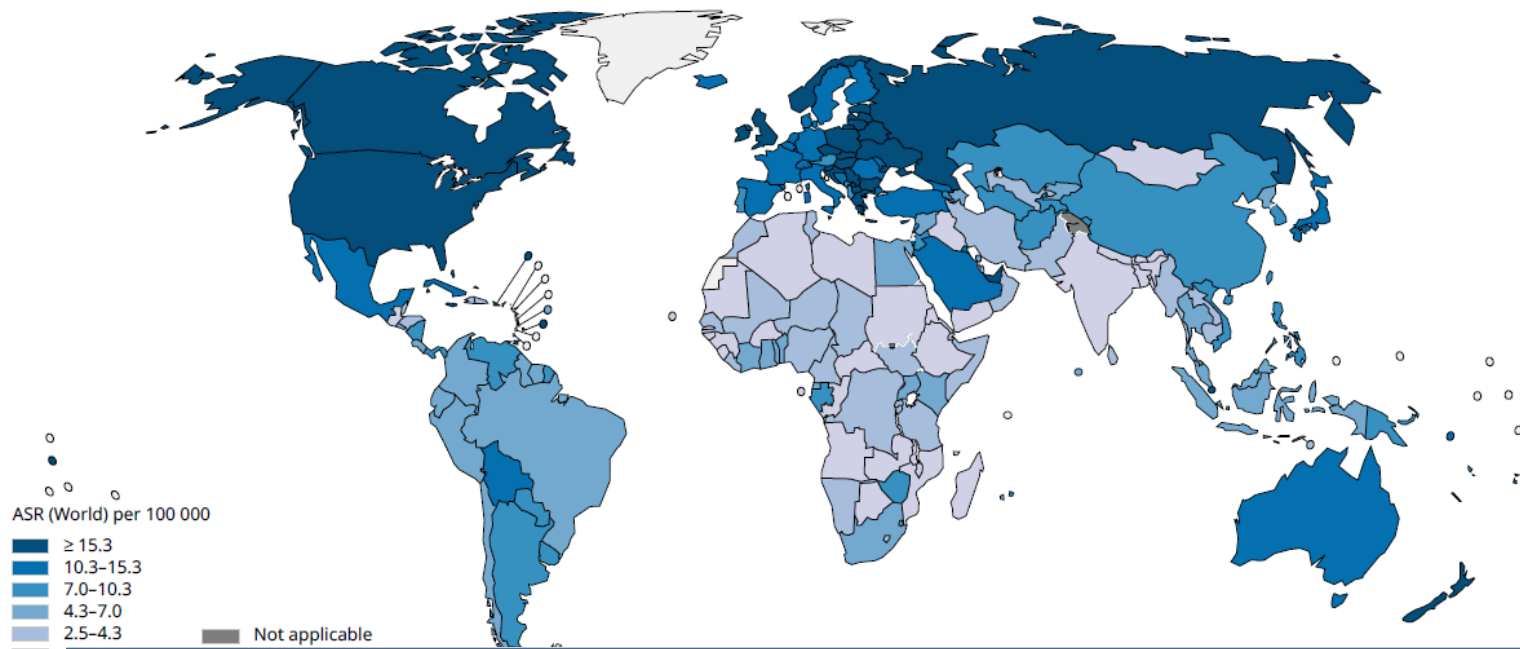 ASR (World) per 100 000
≥ 15.3
10.3–15.3
7.0–10.3
4.3–7.0
2.5–4.3
Not applicable